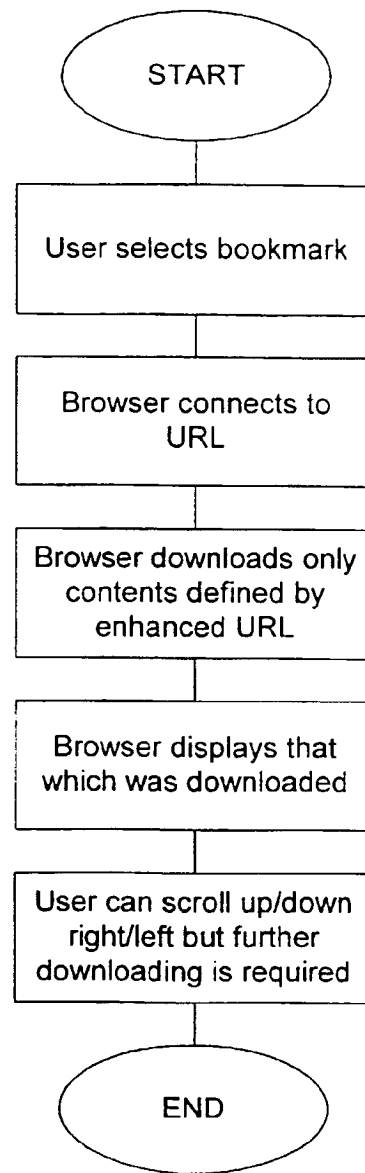 START
User selects bookmark
Browser connects to
URL
Browser downloads only
contents defined by
enhanced URL
Browser displays that
which was downloaded
User can scroll up/down
right/left but further
downloading is required
END